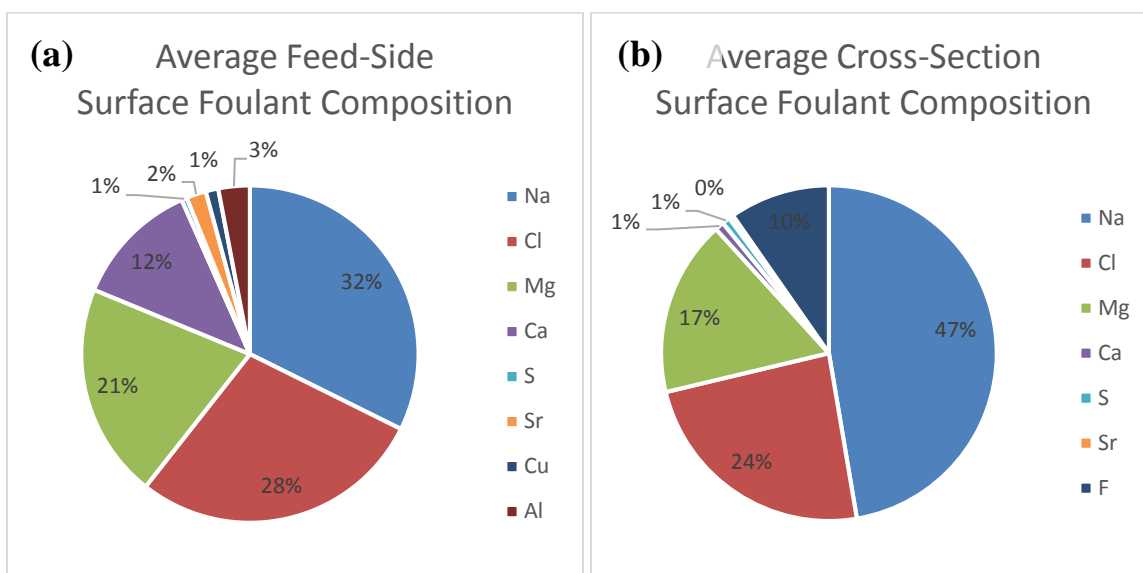 (a)
Average Feed-Side
Surface Foulant Composition
3%
1%
2%
1%
12%
32%
21%
28%
Na
Cl
Mg
Ca
S
Sr
Cu
Al
(b)
Average Cross-Section
Surface Foulant Composition
0%
1%
1%
10%
17%
47%
24%
Na
Cl
Mg
Ca
S
Sr
F